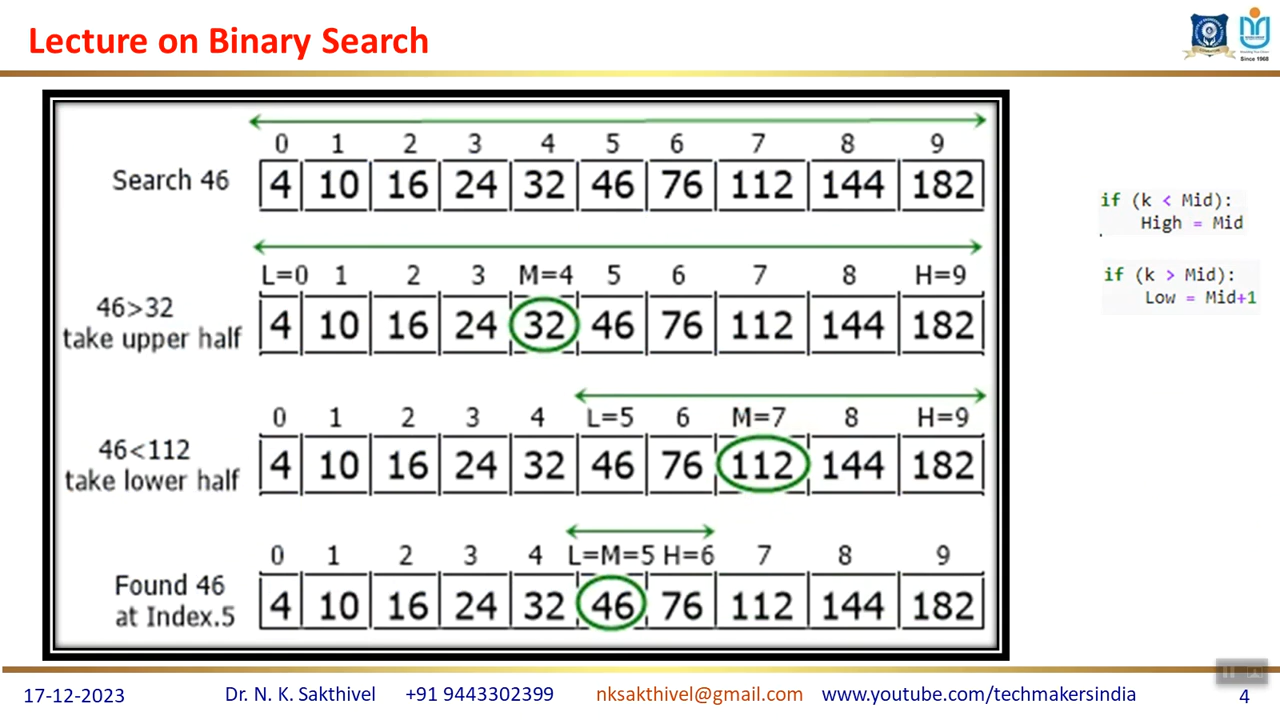 Lecture on Binary Search
Since 1968
0 1 2 3 4 5 6 7 8 9
Search 46
4 10 16 24 32 46 76 112 144 182
L=0 1 2 3 M=4 5 6 7 8 H=9
46>32
take upper half
4 10 16 24 32 46 76 112 144 182
0 1 2 3 4 L=5 6 M=7 8 H=9
46<112
take lower half
4 10 16 24 32 46 76 112 144 182
0 1 2 3 4 L=M=5 H=6 7 8 9
Found 46
at Index.5
4 10 16 24 32 46 76 112 144 182
if (k < Mid):
High = Mid
if (k > Mid):
Low = Mid+1
17-12-2023 Dr. N. K. Sakthivel +91 9443302399 nksakthivel@gmail.com www.youtube.com/techmakersindia 4